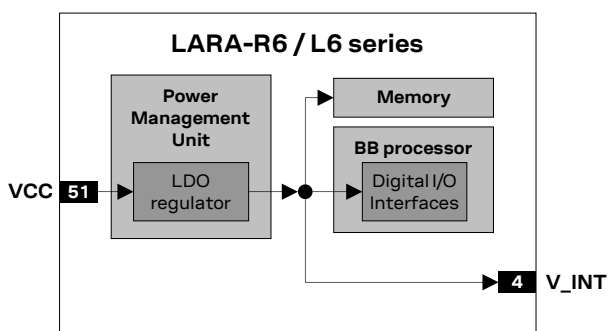 LARA-R6 / L6 series
Power
Management
Unit
Memory
BB processor
VCC 51
LDO
regulator
Digital I/O
Interfaces
4 V_INT